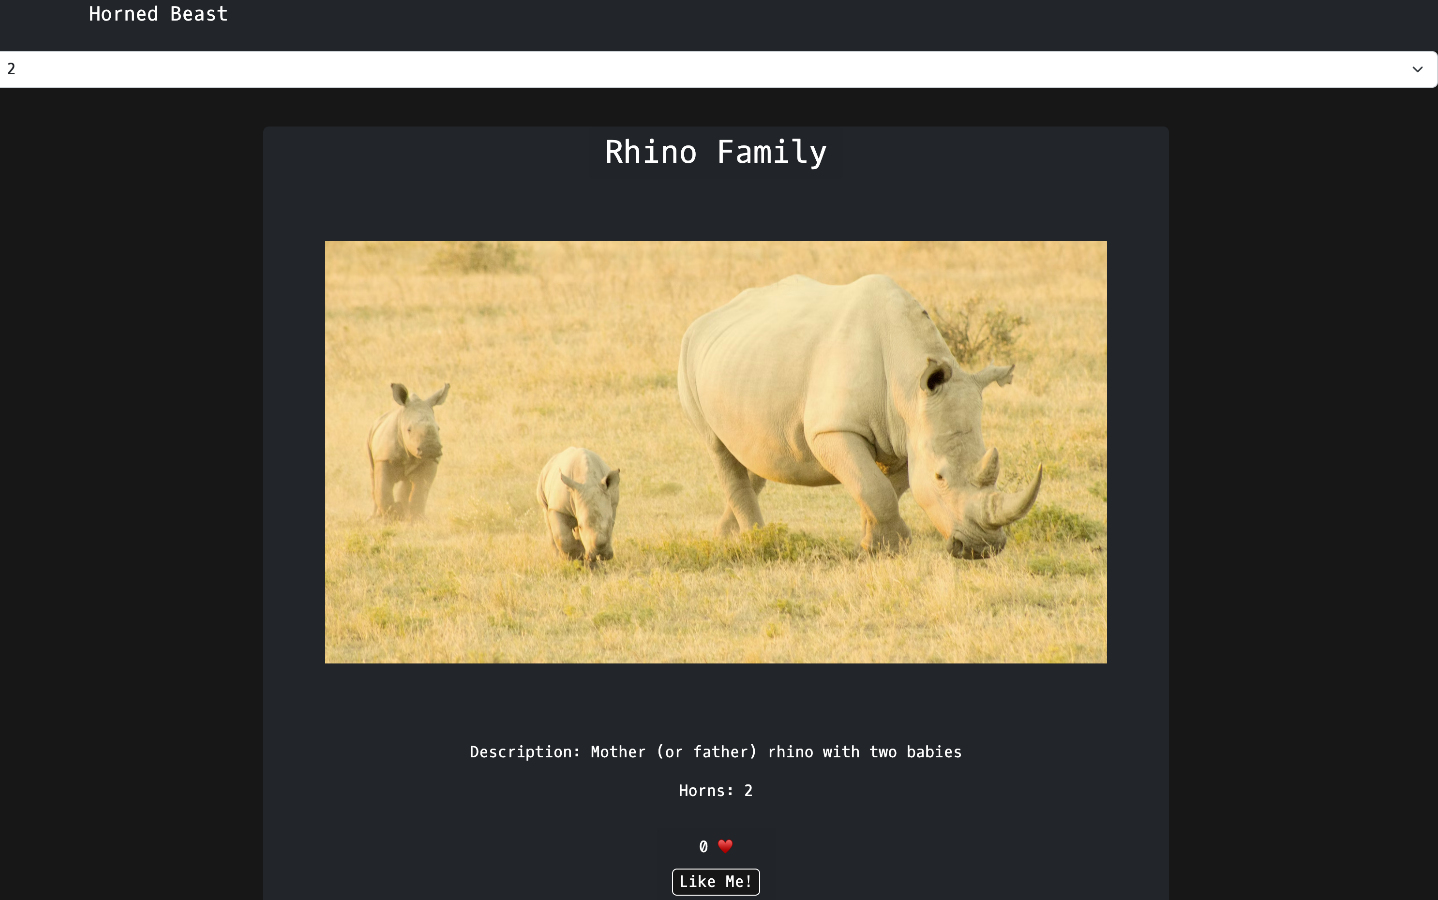 Horned Beast
2
Rhino Family
Description: Mother (or father) rhino with two babies
Horns: 2
0 ❤️
Like Me!